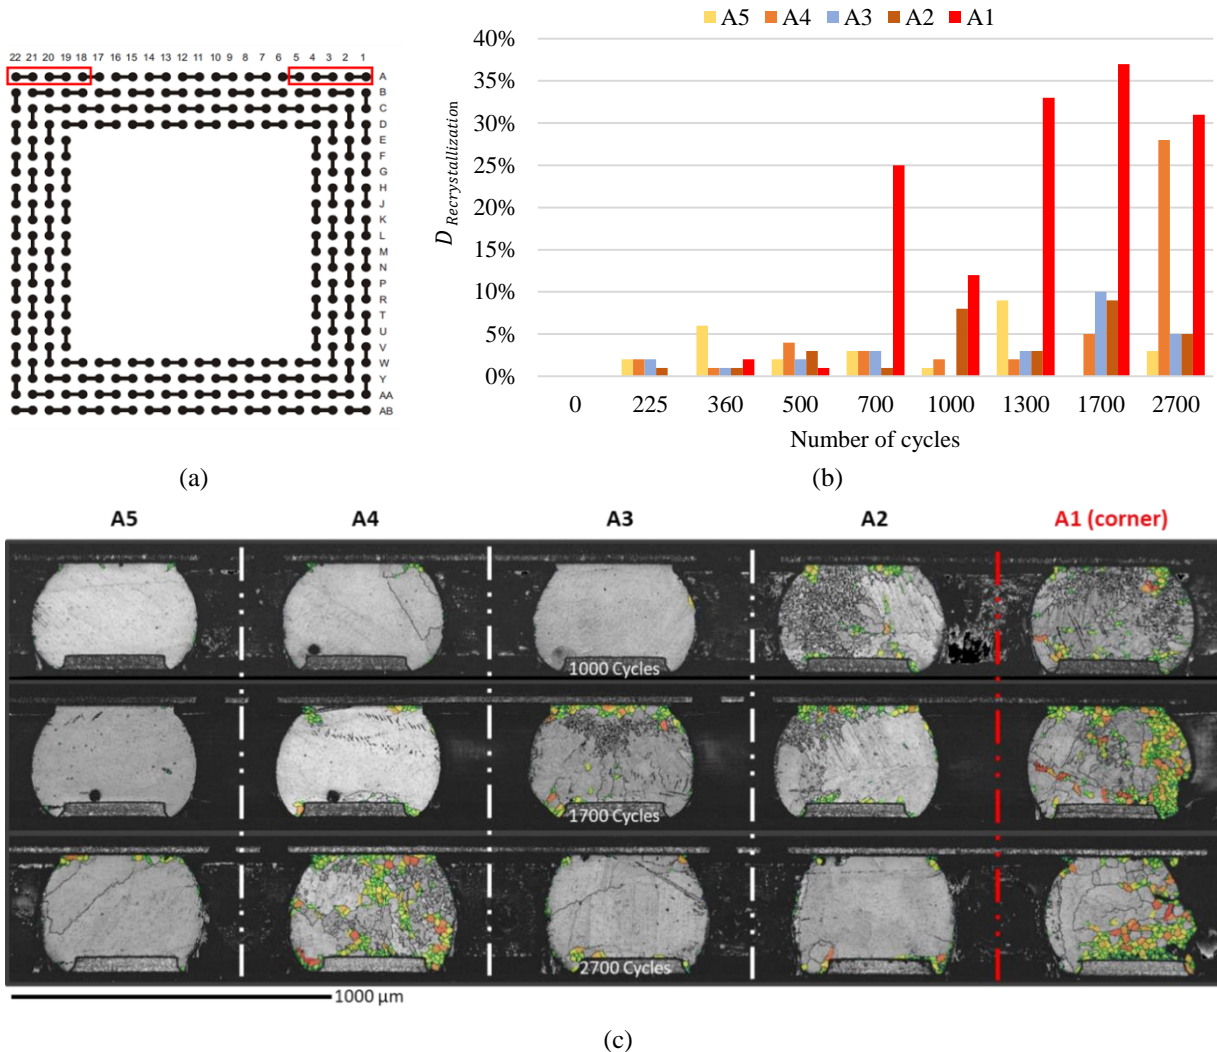 A5 A4 A3 A2 A1
22 21 20 19 18 17 16 15 14 13 12 11 10 9 8 7 6 5 4 3 2 1
A
B
C
D
E
F
G
H
J
K
L
M
N
P
R
T
U
V
W
Y
AA
AB
(a)
D Recrystallization
40%
35%
30%
25%
20%
15%
10%
5%
0%
0 225 360 500 700 1000 1300 1700 2700
Number of cycles
(b)
A5 A4 A3 A2 A1 (corner)
1000 Cycles
1700 Cycles
2700 Cycles
1000 µm
(c)